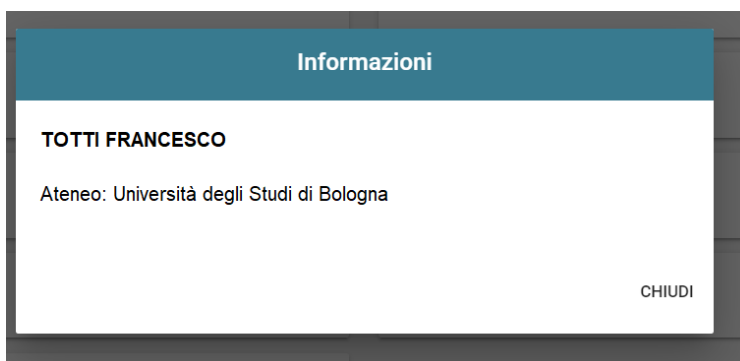 Informazioni
TOTTI FRANCESCO
Ateneo: Università degli Studi di Bologna
CHIUDI